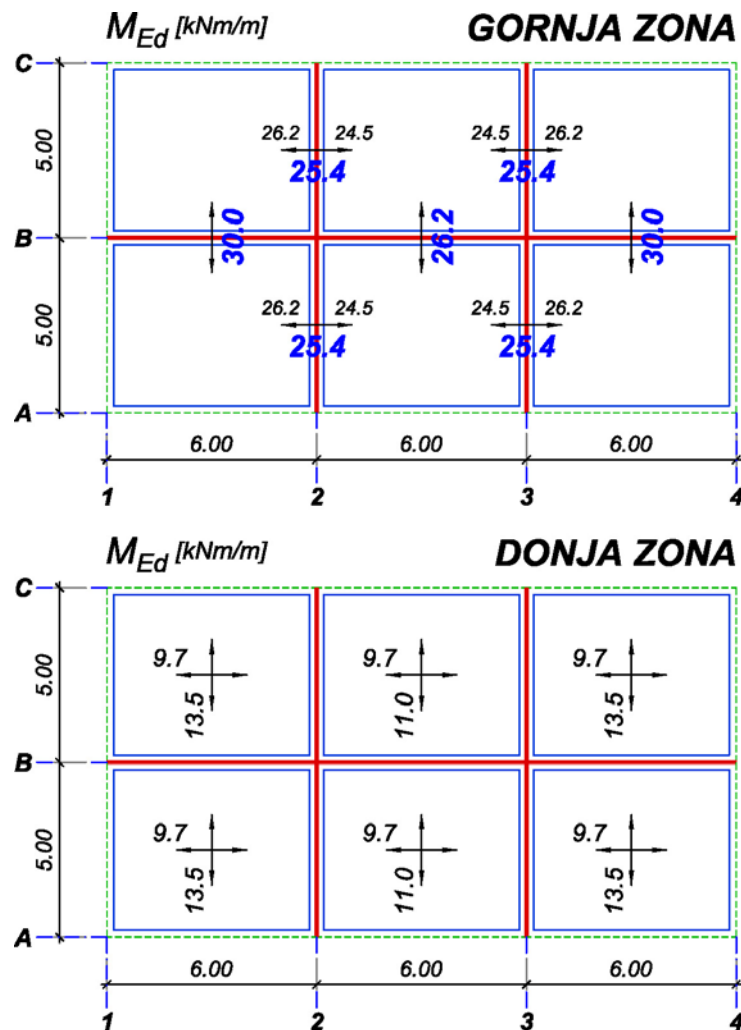 M_Ed [kNm/m] GORNJA ZONA
C
26.2 24.5 24.5 26.2
25.4 25.4
5.00
30.0 26.2 30.0
B
26.2 24.5 24.5 26.2
25.4 25.4
5.00
A
6.00 6.00 6.00
1 2 3 4
M_Ed [kNm/m] DONJA ZONA
C
9.7 9.7 9.7
5.00
13.5 11.0 13.5
B
9.7 9.7 9.7
5.00
13.5 11.0 13.5
A
6.00 6.00 6.00
1 2 3 4